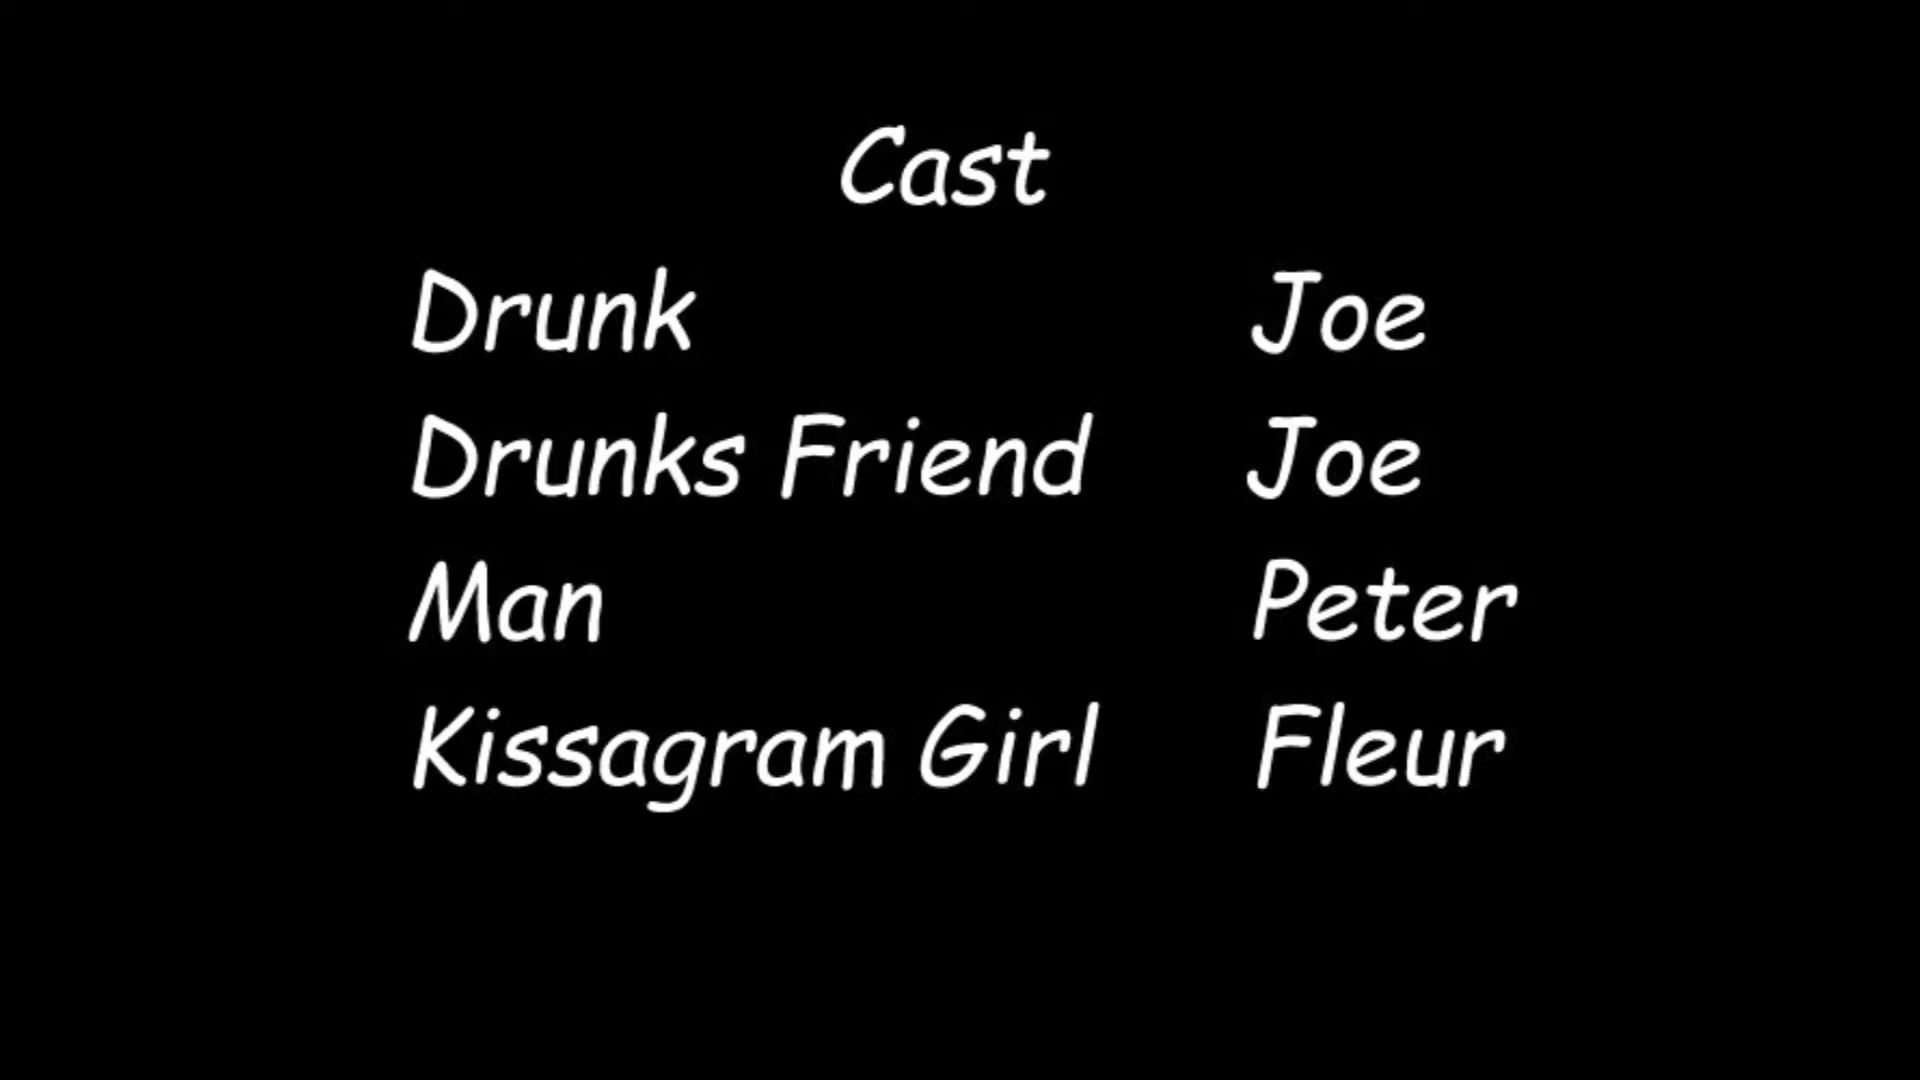 Cast
Drunk Joe
Drunks Friend Joe
Man Peter
Kissagram Girl Fleur